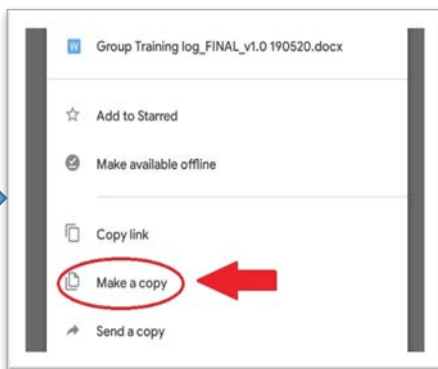 Group Training log_FINAL_v1.0 190520.docx
Add to Starred
Make available offline
Copy link
Make a copy
Send a copy